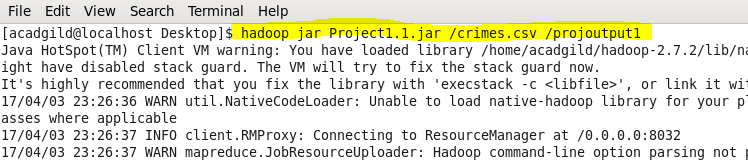 File Edit View Search Terminal Help
[acadgild@localhost Desktop]$ hadoop jar Project1.1.jar /crimes.csv /projoutput1
Java HotSpot(TM) Client VM warning: You have loaded library /home/acadgild/hadoop-2.7.2/lib/na
ight have disabled stack guard. The VM will try to fix the stack guard now.
It's highly recommended that you fix the library with 'execstack -c <libfile>', or link it wit
17/04/03 23:26:36 WARN util.NativeCodeLoader: Unable to load native-hadoop library for your pl
asses where applicable
17/04/03 23:26:37 INFO client.RMProxy: Connecting to ResourceManager at /0.0.0.0:8032
17/04/03 23:26:37 WARN mapreduce.JobResourceUploader: Hadoop command-line option parsing not